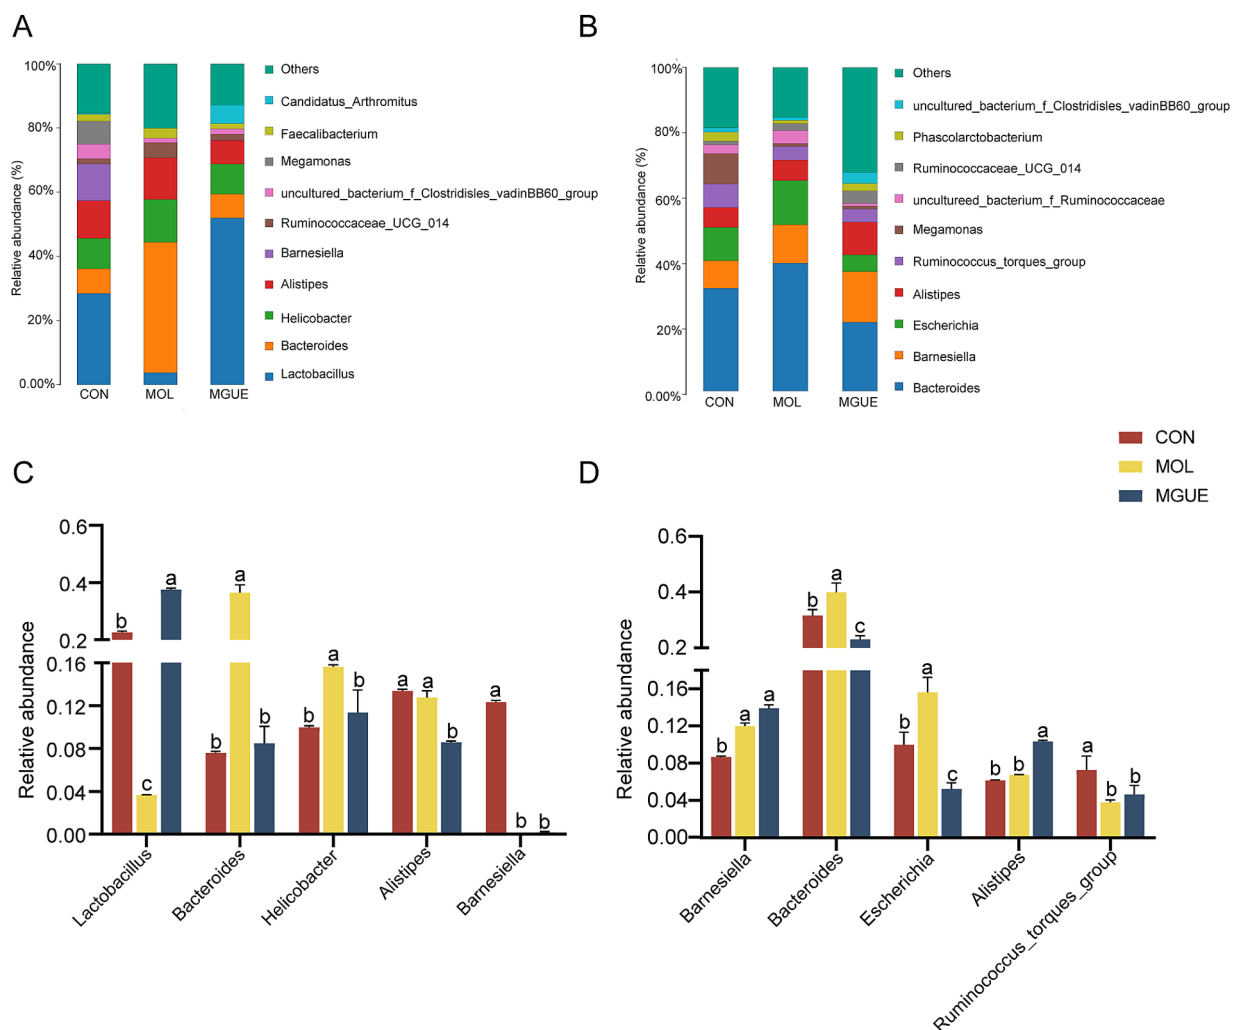 A
Relative abundance (%)
100%
80%
60%
40%
20%
0.00%
CON
MOL
MGUE
Others
Candidatus_Arthromitus
Faecalibacterium
Megamonas
uncultured_bacterium_f_Clostridisles_vadinBB60_group
Ruminococcaceae_UCG_014
Barnesiella
Alistipes
Helicobacter
Bacteroides
Lactobacillus
B
Relative abundance (%)
100%
80%
60%
40%
20%
0.00%
CON
MOL
MGUE
Others
uncultured_bacterium_f_Clostridisles_vadinBB60_group
Phascolarctobacterium
Ruminococcaceae_UCG_014
uncultureed_bacterium_f_Ruminococcaceae
Megamonas
Ruminococcus_torques_group
Alistipes
Escherichia
Barnesiella
Bacteroides
CON
MOL
MGUE
C
Relative abundance
0.6
0.4
0.2
0.16
0.12
0.08
0.04
0.00
b
c
a
b
a
b
b
a
b
a
a
b
a
b
b
Lactobacillus
Bacteroides
Helicobacter
Alistipes
Barnesiella
D
Relative abundance
0.6
0.4
0.2
0.16
0.12
0.08
0.04
0.00
b
a
a
b
a
c
b
a
c
b
b
a
a
b
b
Barnesiella
Bacteroides
Escherichia
Alistipes
Ruminococcus_torques_group